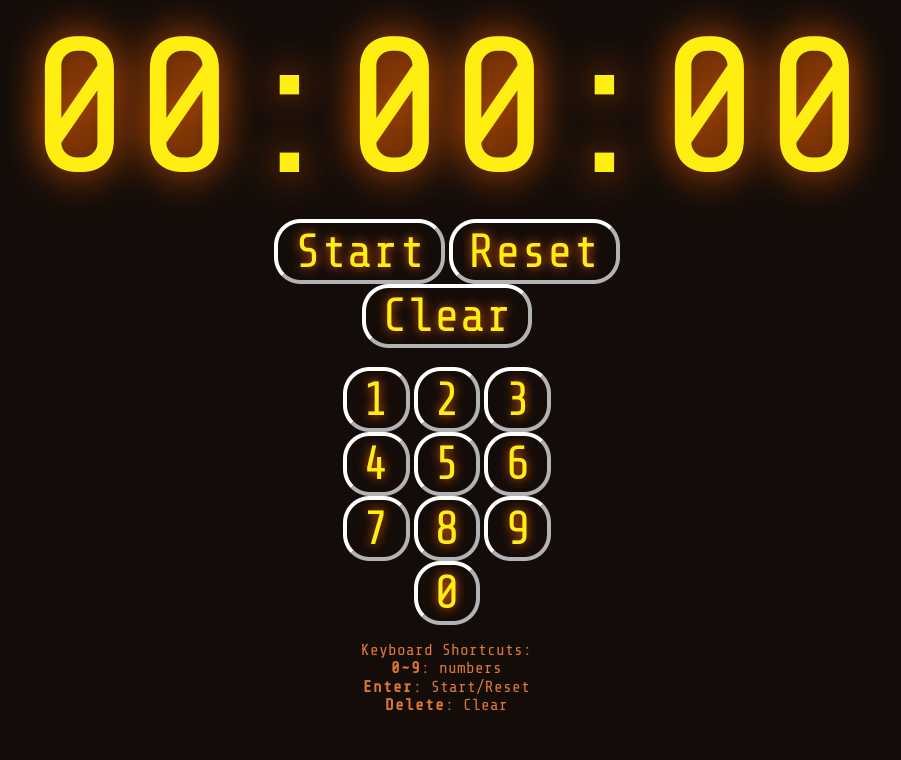 00:00:00
Start Reset
Clear
1 2 3
4 5 6
7 8 9
0
Keyboard Shortcuts:
0~9: numbers
Enter: Start/Reset
Delete: Clear